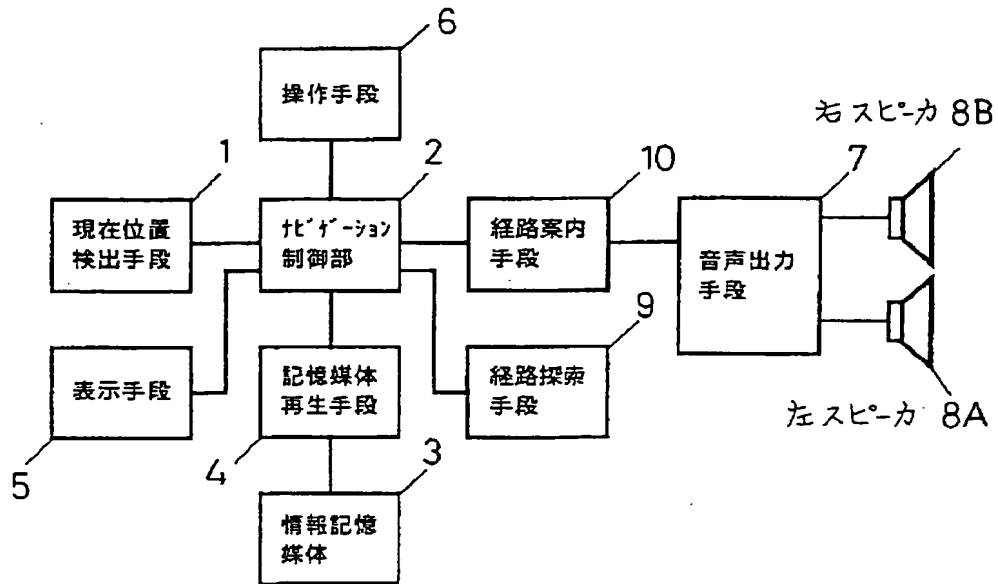 6
操作手段
右スピーカ 8B
1
2
10
7
現在位置
検出手段
ナビゲーション
制御部
経路案内
手段
音声出力
手段
9
表示手段
記憶媒体
再生手段
経路探索
手段
左スピーカ 8A
5
4
3
情報記憶
媒体